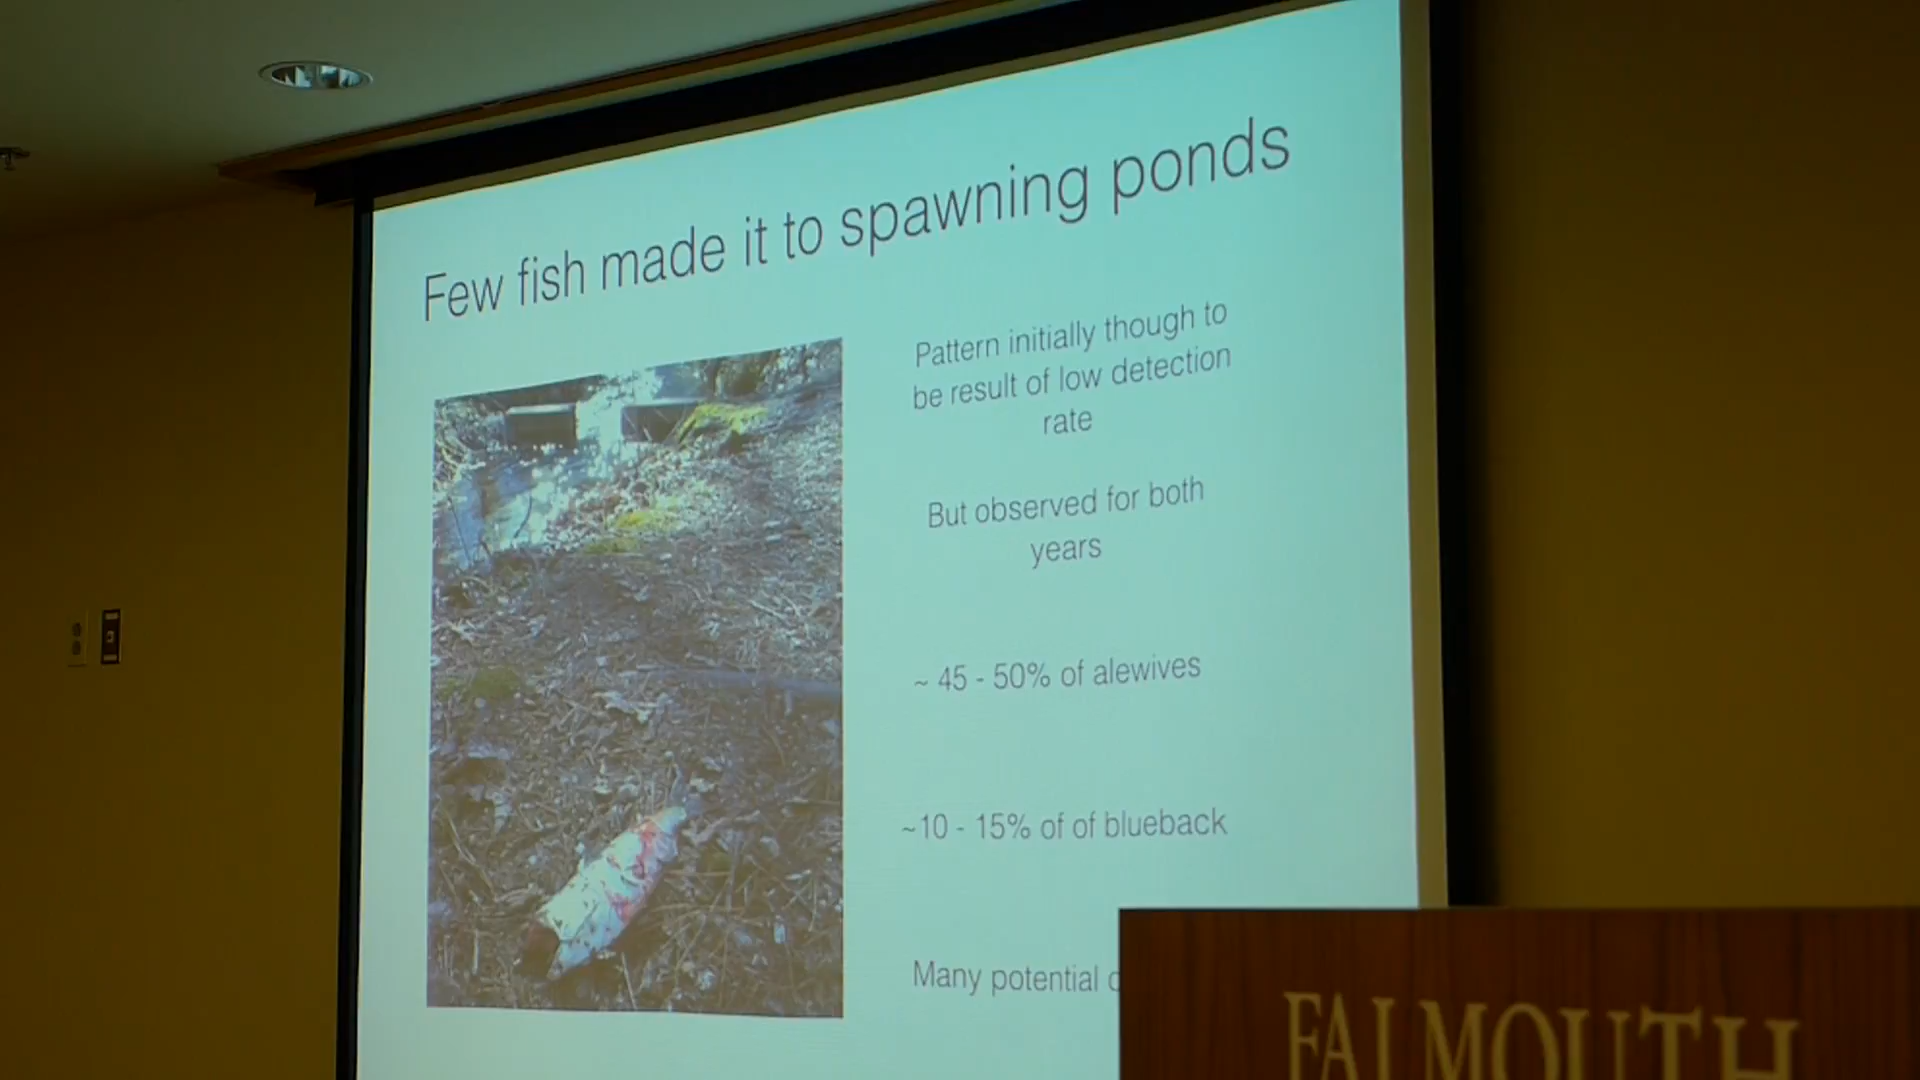 Few fish made it to spawning ponds
Pattern initially though to
be result of low detection
rate
But observed for both
years
~ 45 - 50% of alewives
~10 - 15% of of blueback
Many potential
FALMOUTH